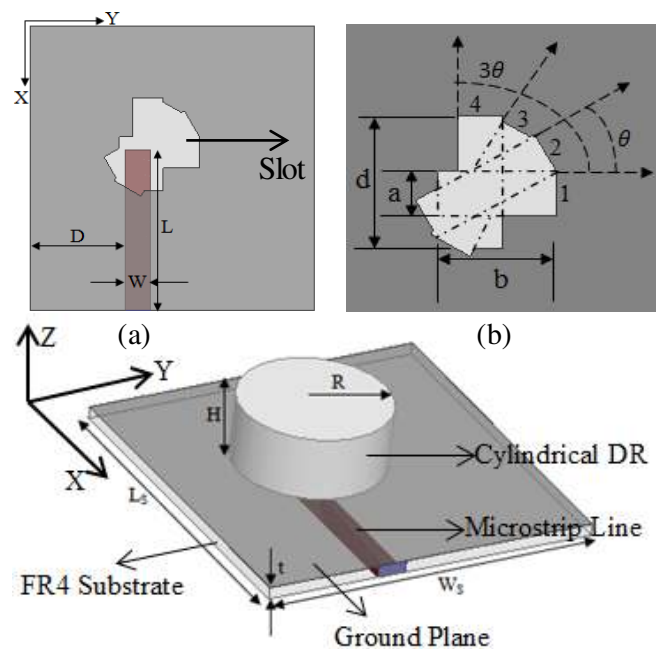 Y
X
Slot
D
L
W
(a)
3θ
4
3
θ
2
1
d
a
b
(b)
Z
Y
X
R
H
Cylindrical DR
Ls
Microstrip Line
FR4 Substrate
t
Ws
Ground Plane